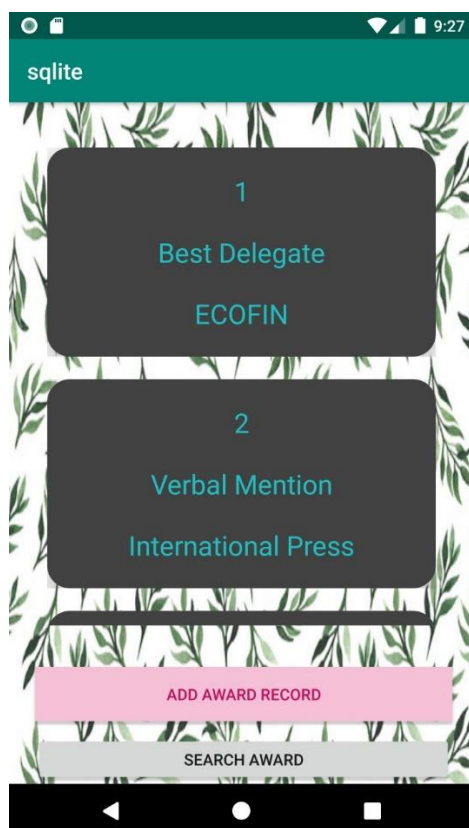 9:27
sqlite
1
Best Delegate
ECOFIN
2
Verbal Mention
International Press
ADD AWARD RECORD
SEARCH AWARD